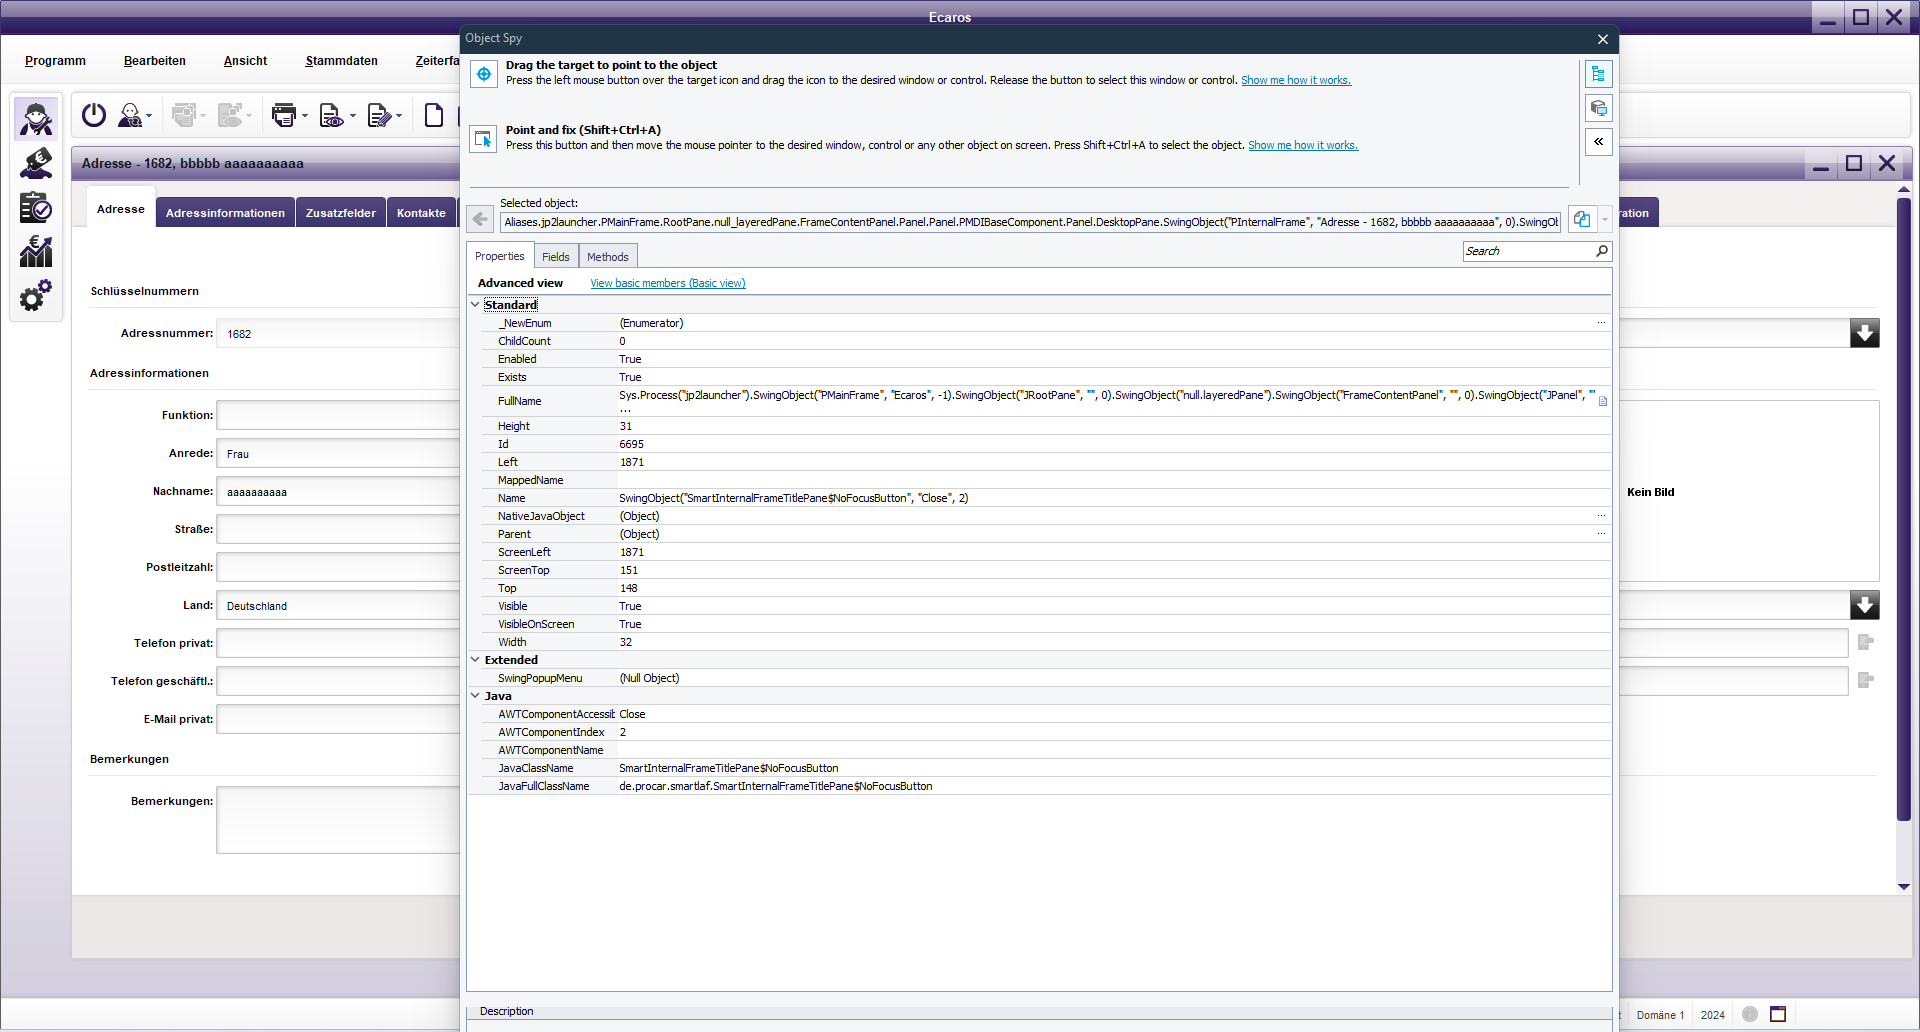 Ecaros
Programm Bearbeiten Ansicht Stammdaten Zeiterfa
Object Spy
Drag the target to point to the object
Press the left mouse button over the target icon and drag the icon to the desired window or control. Release the button to select this window or control. Show me how it works.
Point and fix (Shift+Ctrl+A)
Press this button and then move the mouse pointer to the desired window, control or any other object on screen. Press Shift+Ctrl+A to select the object. Show me how it works.
Adresse - 1682, bbbbb aaaaaaaaaa
Adresse Adressinformationen Zusatzfelder Kontakte
ration
Selected object:
Aliases.jp2launcher.PMainFrame.RootPane.null_layeredPane.FrameContentPanel.Panel.Panel.PMDIBaseComponent.Panel.DesktopPane.SwingObject("PInternalFrame", "Adresse - 1682, bbbbb aaaaaaaaaa", 0).SwingOb
Properties Fields Methods
Search
Advanced view View basic members (Basic view)
Standard
_NewEnum (Enumerator) ...
ChildCount 0
Enabled True
Exists True
FullName Sys.Process("jp2launcher").SwingObject("PMainFrame", "Ecaros", -1).SwingObject("JRootPane", "", 0).SwingObject("null.layeredPane").SwingObject("FrameContentPanel", "", 0).SwingObject("JPanel", "" ...
Height 31
Id 6695
Left 1871
MappedName
Name SwingObject("SmartInternalFrameTitlePane$NoFocusButton", "Close", 2)
NativeJavaObject (Object) ...
Parent (Object) ...
ScreenLeft 1871
ScreenTop 151
Top 148
Visible True
VisibleOnScreen True
Width 32
Extended
SwingPopupMenu (Null Object)
Java
AWTComponentAccessib Close
AWTComponentIndex 2
AWTComponentName
JavaClassName SmartInternalFrameTitlePane$NoFocusButton
JavaFullClassName de.procar.smartlaf.SmartInternalFrameTitlePane$NoFocusButton
Description
Schlüsselnummern
Adressnummer: 1682
Adressinformationen
Funktion:
Anrede: Frau
Nachname: aaaaaaaaaa
Straße:
Postleitzahl:
Land: Deutschland
Telefon privat:
Telefon geschäftl.:
E-Mail privat:
Bemerkungen
Bemerkungen:
Kein Bild
t Domäne 1 2024